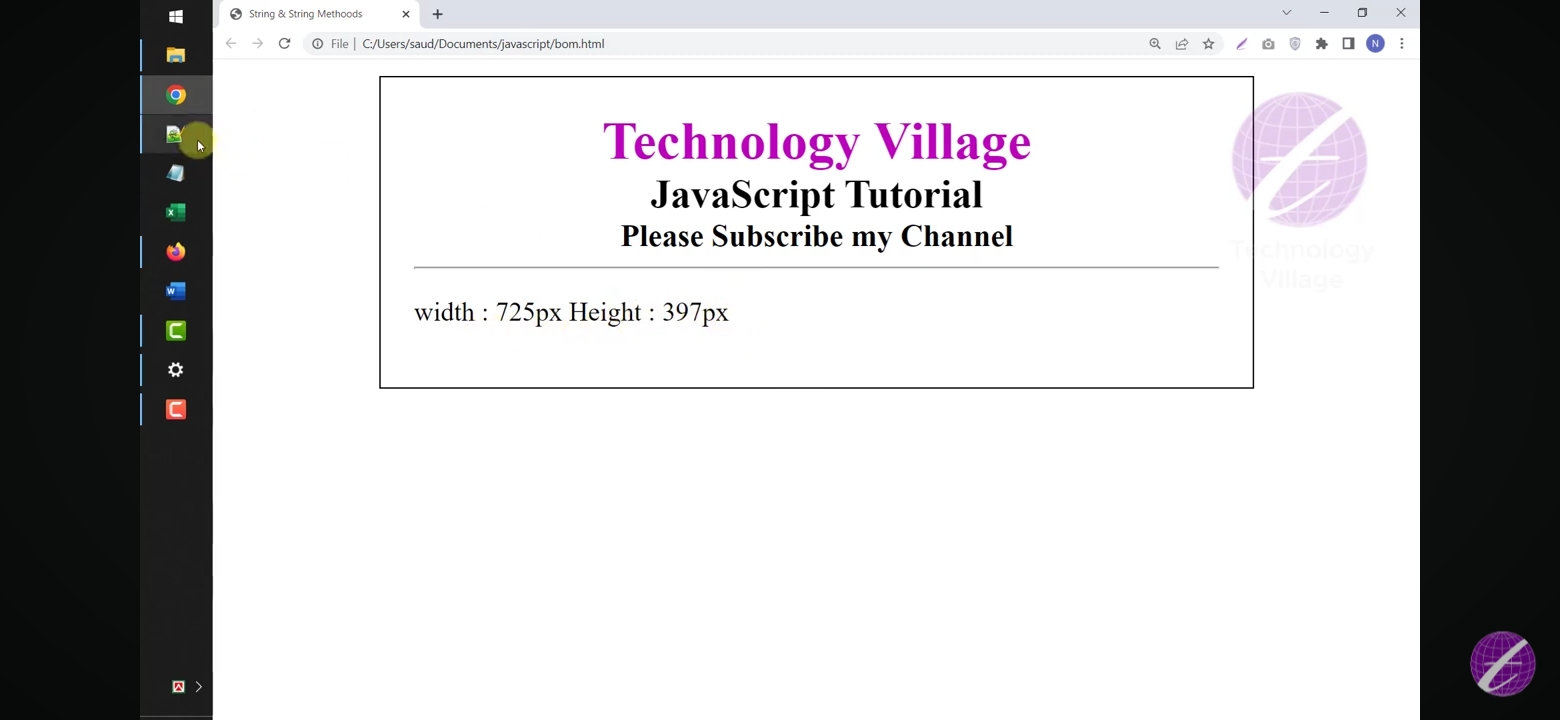 String & String Methoods
File
C:/Users/saud/Documents/javascript/bom.html
N
Technology Village
JavaScript Tutorial
Please Subscribe my Channel
width : 725px Height : 397px
Technology
Village